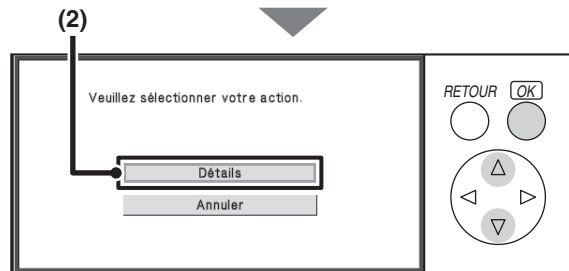 (2)
Veuillez sélectionner votre action.
RETOUR OK
Détails
Annuler